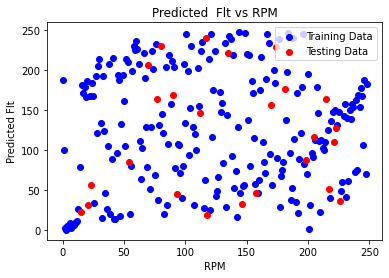 Predicted  Flt vs RPM
Training Data
Testing Data
Predicted Flt
250
200
150
100
50
0
0
50
100
150
200
250
RPM